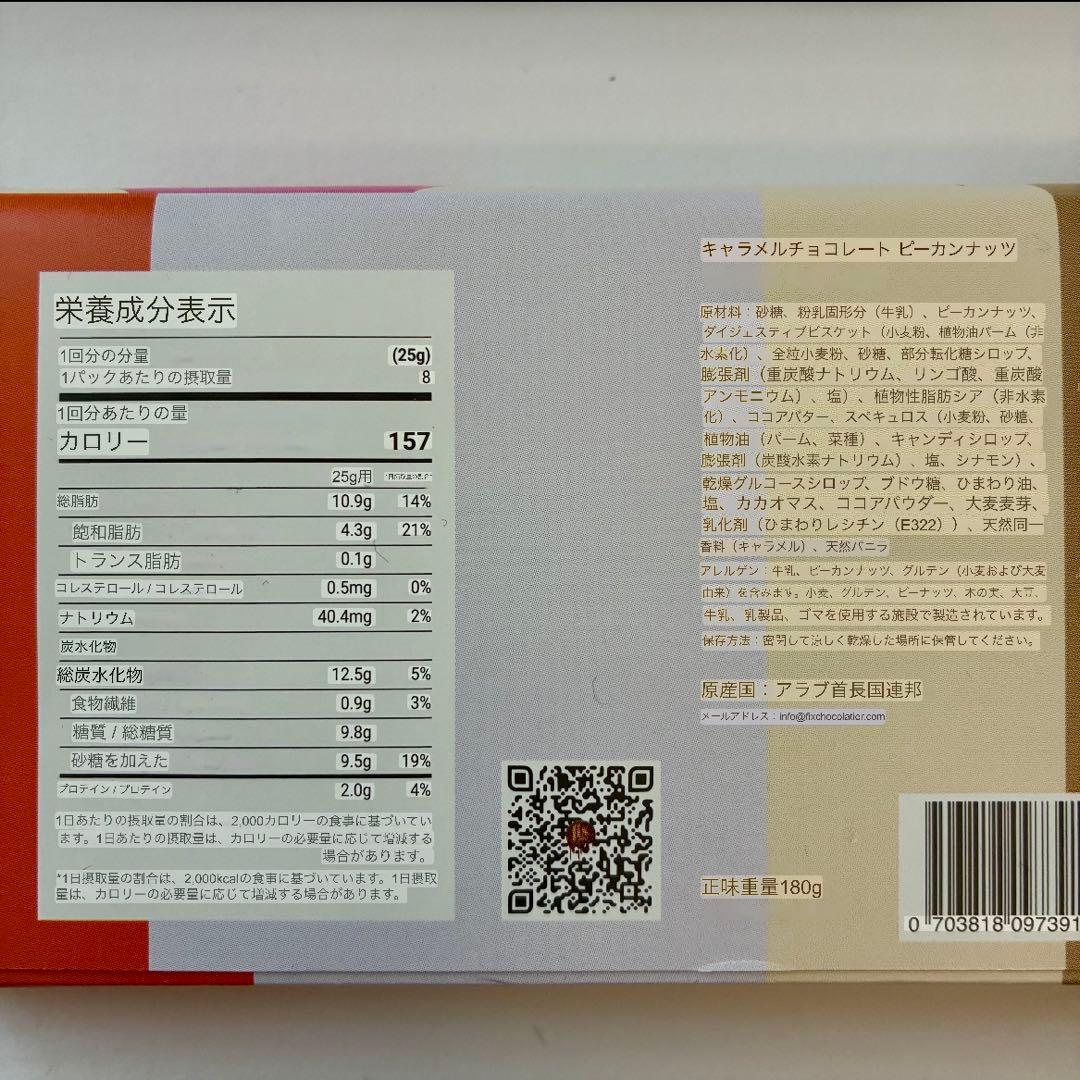 栄養成分表示
1回分の分量 (25g)
1パックあたりの摂取量 8
1回分あたりの量
カロリー 157
25g用
総脂肪 10.9g 14%
飽和脂肪 4.3g 21%
トランス脂肪 0.1g
コレステロール / コレステロール 0.5mg 0%
ナトリウム 40.4mg 2%
炭水化物
総炭水化物 12.5g 5%
食物繊維 0.9g 3%
糖質 / 総糖質 9.8g
砂糖を加えた 9.5g 19%
プロテイン / プロテイン 2.0g 4%
1日あたりの摂取量の割合は、2,000カロリーの食事に基づいてい
ます。1日あたりの摂取量は、カロリーの必要量に応じて増減する
場合があります。
*1日摂取量の割合は、2,000kcalの食事に基づいています。1日摂取
量は、カロリーの必要量に応じて増減する場合があります。
キャラメルチョコレート ピーカンナッツ
原材料：砂糖、粉乳固形分（牛乳）、ピーカンナッツ、
ダイジェスティブビスケット（小麦粉、植物油パーム（非
水素化）、全粒小麦粉、砂糖、部分転化糖シロップ、
膨張剤（重炭酸ナトリウム、リンゴ酸、重炭酸
アンモニウム）、塩）、植物性脂肪シア（非水素
化）、ココアバター、スペキュロス（小麦粉、砂糖、
植物油（パーム、菜種）、キャンディシロップ、
膨張剤（炭酸水素ナトリウム）、塩、シナモン）、
乾燥グルコースシロップ、ブドウ糖、ひまわり油、
塩、カカオマス、ココアパウダー、大麦麦芽、
乳化剤（ひまわりレシチン（E322））、天然同一
香料（キャラメル）、天然バニラ
アレルゲン：牛乳、ピーカンナッツ、グルテン（小麦および大麦
由来）を含みます。小麦、グルテン、ピーナッツ、木の実、大豆、
牛乳、乳製品、ゴマを使用する施設で製造されています。
保存方法：密閉して涼しく乾燥した場所に保管してください。
原産国：アラブ首長国連邦
メールアドレス：info@fixchocolatier.com
正味重量180g
0 703818 097391